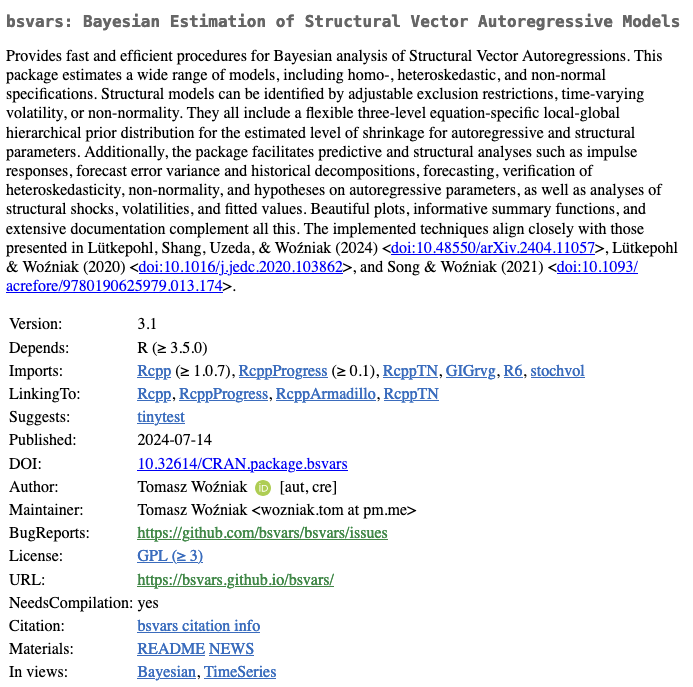 bsvars: Bayesian Estimation of Structural Vector Autoregressive Models
Provides fast and efficient procedures for Bayesian analysis of Structural Vector Autoregressions. This
package estimates a wide range of models, including homo-, heteroskedastic, and non-normal
specifications. Structural models can be identified by adjustable exclusion restrictions, time-varying
volatility, or non-normality. They all include a flexible three-level equation-specific local-global
hierarchical prior distribution for the estimated level of shrinkage for autoregressive and structural
parameters. Additionally, the package facilitates predictive and structural analyses such as impulse
responses, forecast error variance and historical decompositions, forecasting, verification of
heteroskedasticity, non-normality, and hypotheses on autoregressive parameters, as well as analyses of
structural shocks, volatilities, and fitted values. Beautiful plots, informative summary functions, and
extensive documentation complement all this. The implemented techniques align closely with those
presented in Lütkepohl, Shang, Uzeda, & Woźniak (2024) <doi:10.48550/arXiv.2404.11057>, Lütkepohl
& Woźniak (2020) <doi:10.1016/j.jedc.2020.103862>, and Song & Woźniak (2021) <doi:10.1093/
acrefore/9780190625979.013.174>.
Version: 3.1
Depends: R (≥ 3.5.0)
Imports: Rcpp (≥ 1.0.7), RcppProgress (≥ 0.1), RcppTN, GIGrvg, R6, stochvol
LinkingTo: Rcpp, RcppProgress, RcppArmadillo, RcppTN
Suggests: tinytest
Published: 2024-07-14
DOI: 10.32614/CRAN.package.bsvars
Author: Tomasz Woźniak iD [aut, cre]
Maintainer: Tomasz Woźniak <wozniak.tom at pm.me>
BugReports: https://github.com/bsvars/bsvars/issues
License: GPL (≥ 3)
URL: https://bsvars.github.io/bsvars/
NeedsCompilation: yes
Citation: bsvars citation info
Materials: README NEWS
In views: Bayesian, TimeSeries